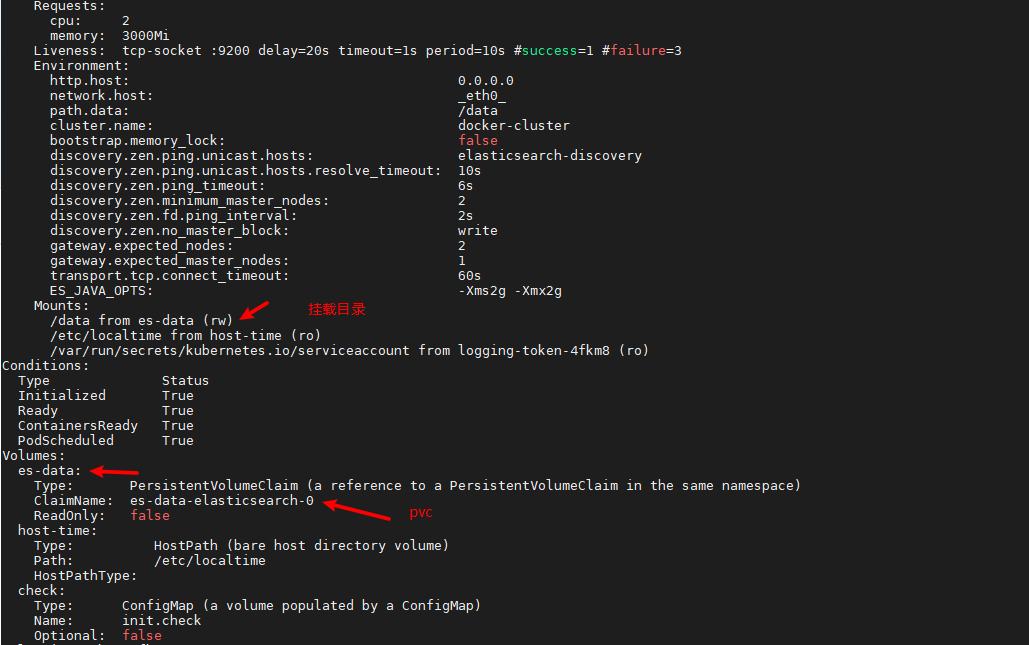 Requests:
cpu: 2
memory: 3000Mi
Liveness: tcp-socket :9200 delay=20s timeout=1s period=10s #success=1 #failure=3
Environment:
http.host: 0.0.0.0
network.host: _eth0_
path.data: /data
cluster.name: docker-cluster
bootstrap.memory_lock: false
discovery.zen.ping.unicast.hosts: elasticsearch-discovery
discovery.zen.ping.unicast.hosts.resolve_timeout: 10s
discovery.zen.ping_timeout: 6s
discovery.zen.minimum_master_nodes: 2
discovery.zen.fd.ping_interval: 2s
discovery.zen.no_master_block: write
gateway.expected_nodes: 2
gateway.expected_master_nodes: 1
transport.tcp.connect_timeout: 60s
ES_JAVA_OPTS: -Xms2g -Xmx2g
Mounts: 挂载目录
/data from es-data (rw)
/etc/localtime from host-time (ro)
/var/run/secrets/kubernetes.io/serviceaccount from logging-token-4fkm8 (ro)
Conditions:
Type Status
Initialized True
Ready True
ContainersReady True
PodScheduled True
Volumes:
es-data:
Type: PersistentVolumeClaim (a reference to a PersistentVolumeClaim in the same namespace)
ClaimName: es-data-elasticsearch-0
ReadOnly: false pvc
host-time:
Type: HostPath (bare host directory volume)
Path: /etc/localtime
HostPathType:
check:
Type: ConfigMap (a volume populated by a ConfigMap)
Name: init.check
Optional: false